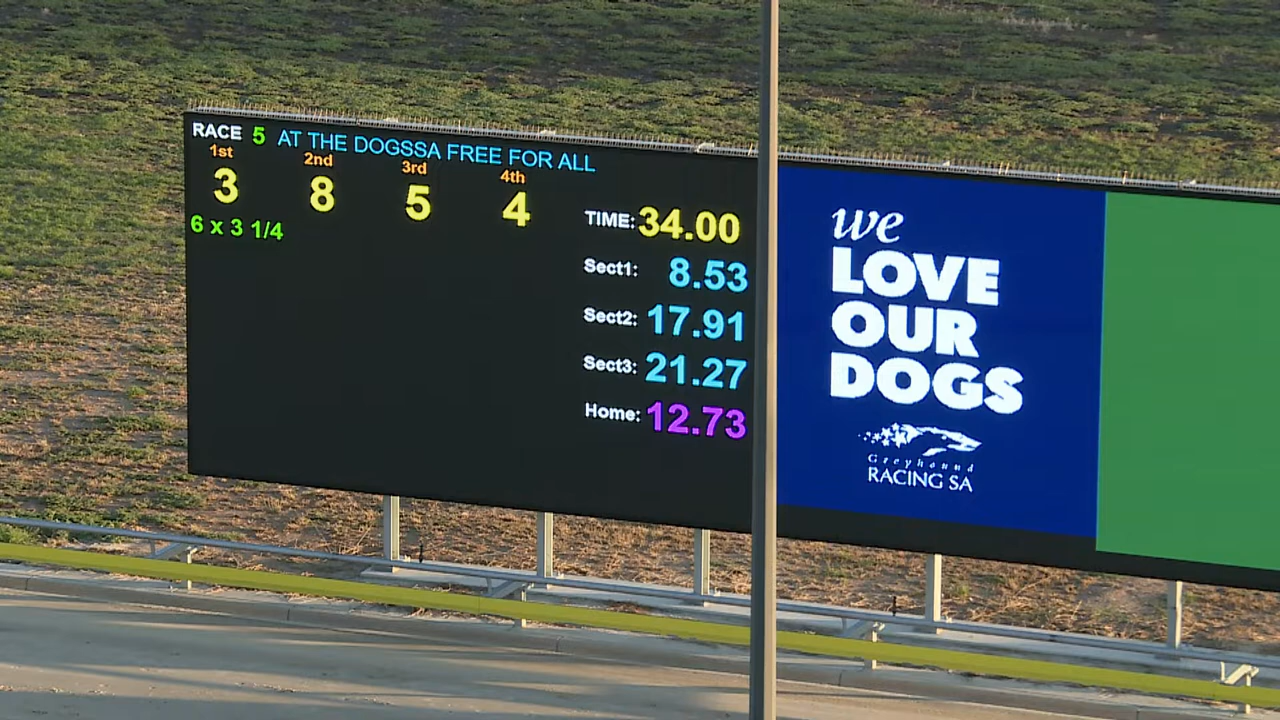 RACE 5 AT THE DOGSSA FREE FOR ALL
1st 2nd 3rd 4th
3 8 5 4
6 x 3 1/4
TIME: 34.00
Sect1: 8.53
Sect2: 17.91
Sect3: 21.27
Home: 12.73
we
LOVE
OUR
DOGS
Greyhound
RACING SA